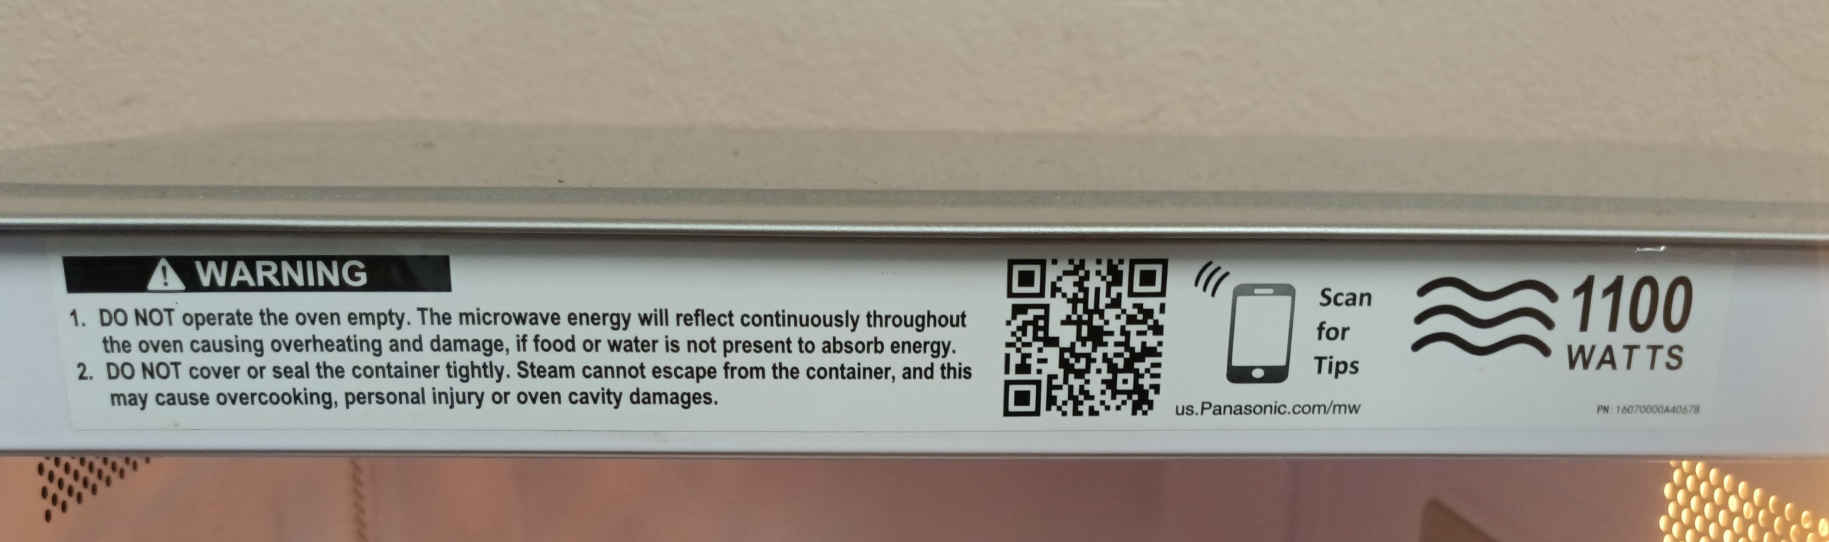 WARNING
1. DO NOT operate the oven empty. The microwave energy will reflect continuously throughout
the oven causing overheating and damage, if food or water is not present to absorb energy.
2. DO NOT cover or seal the container tightly. Steam cannot escape from the container, and this
may cause overcooking, personal injury or oven cavity damages.
Scan
for
Tips
us.Panasonic.com/mw
1100
WATTS
PN: 16070000A40678